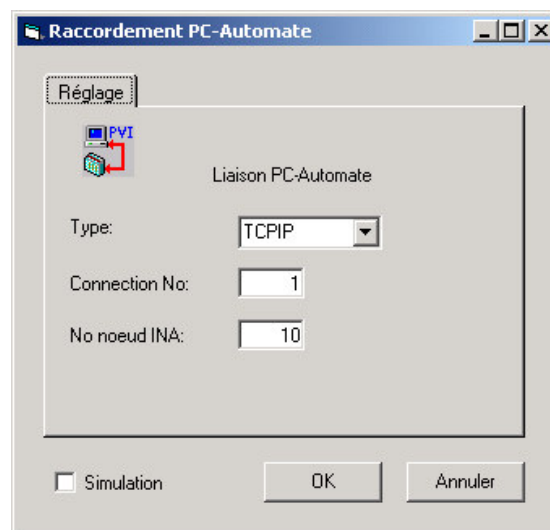 Raccordement PC-Automate
Réglage
PVI
Liaison PC-Automate
Type: TCPIP
Connection No: 1
No noeud INA: 10
Simulation OK Annuler